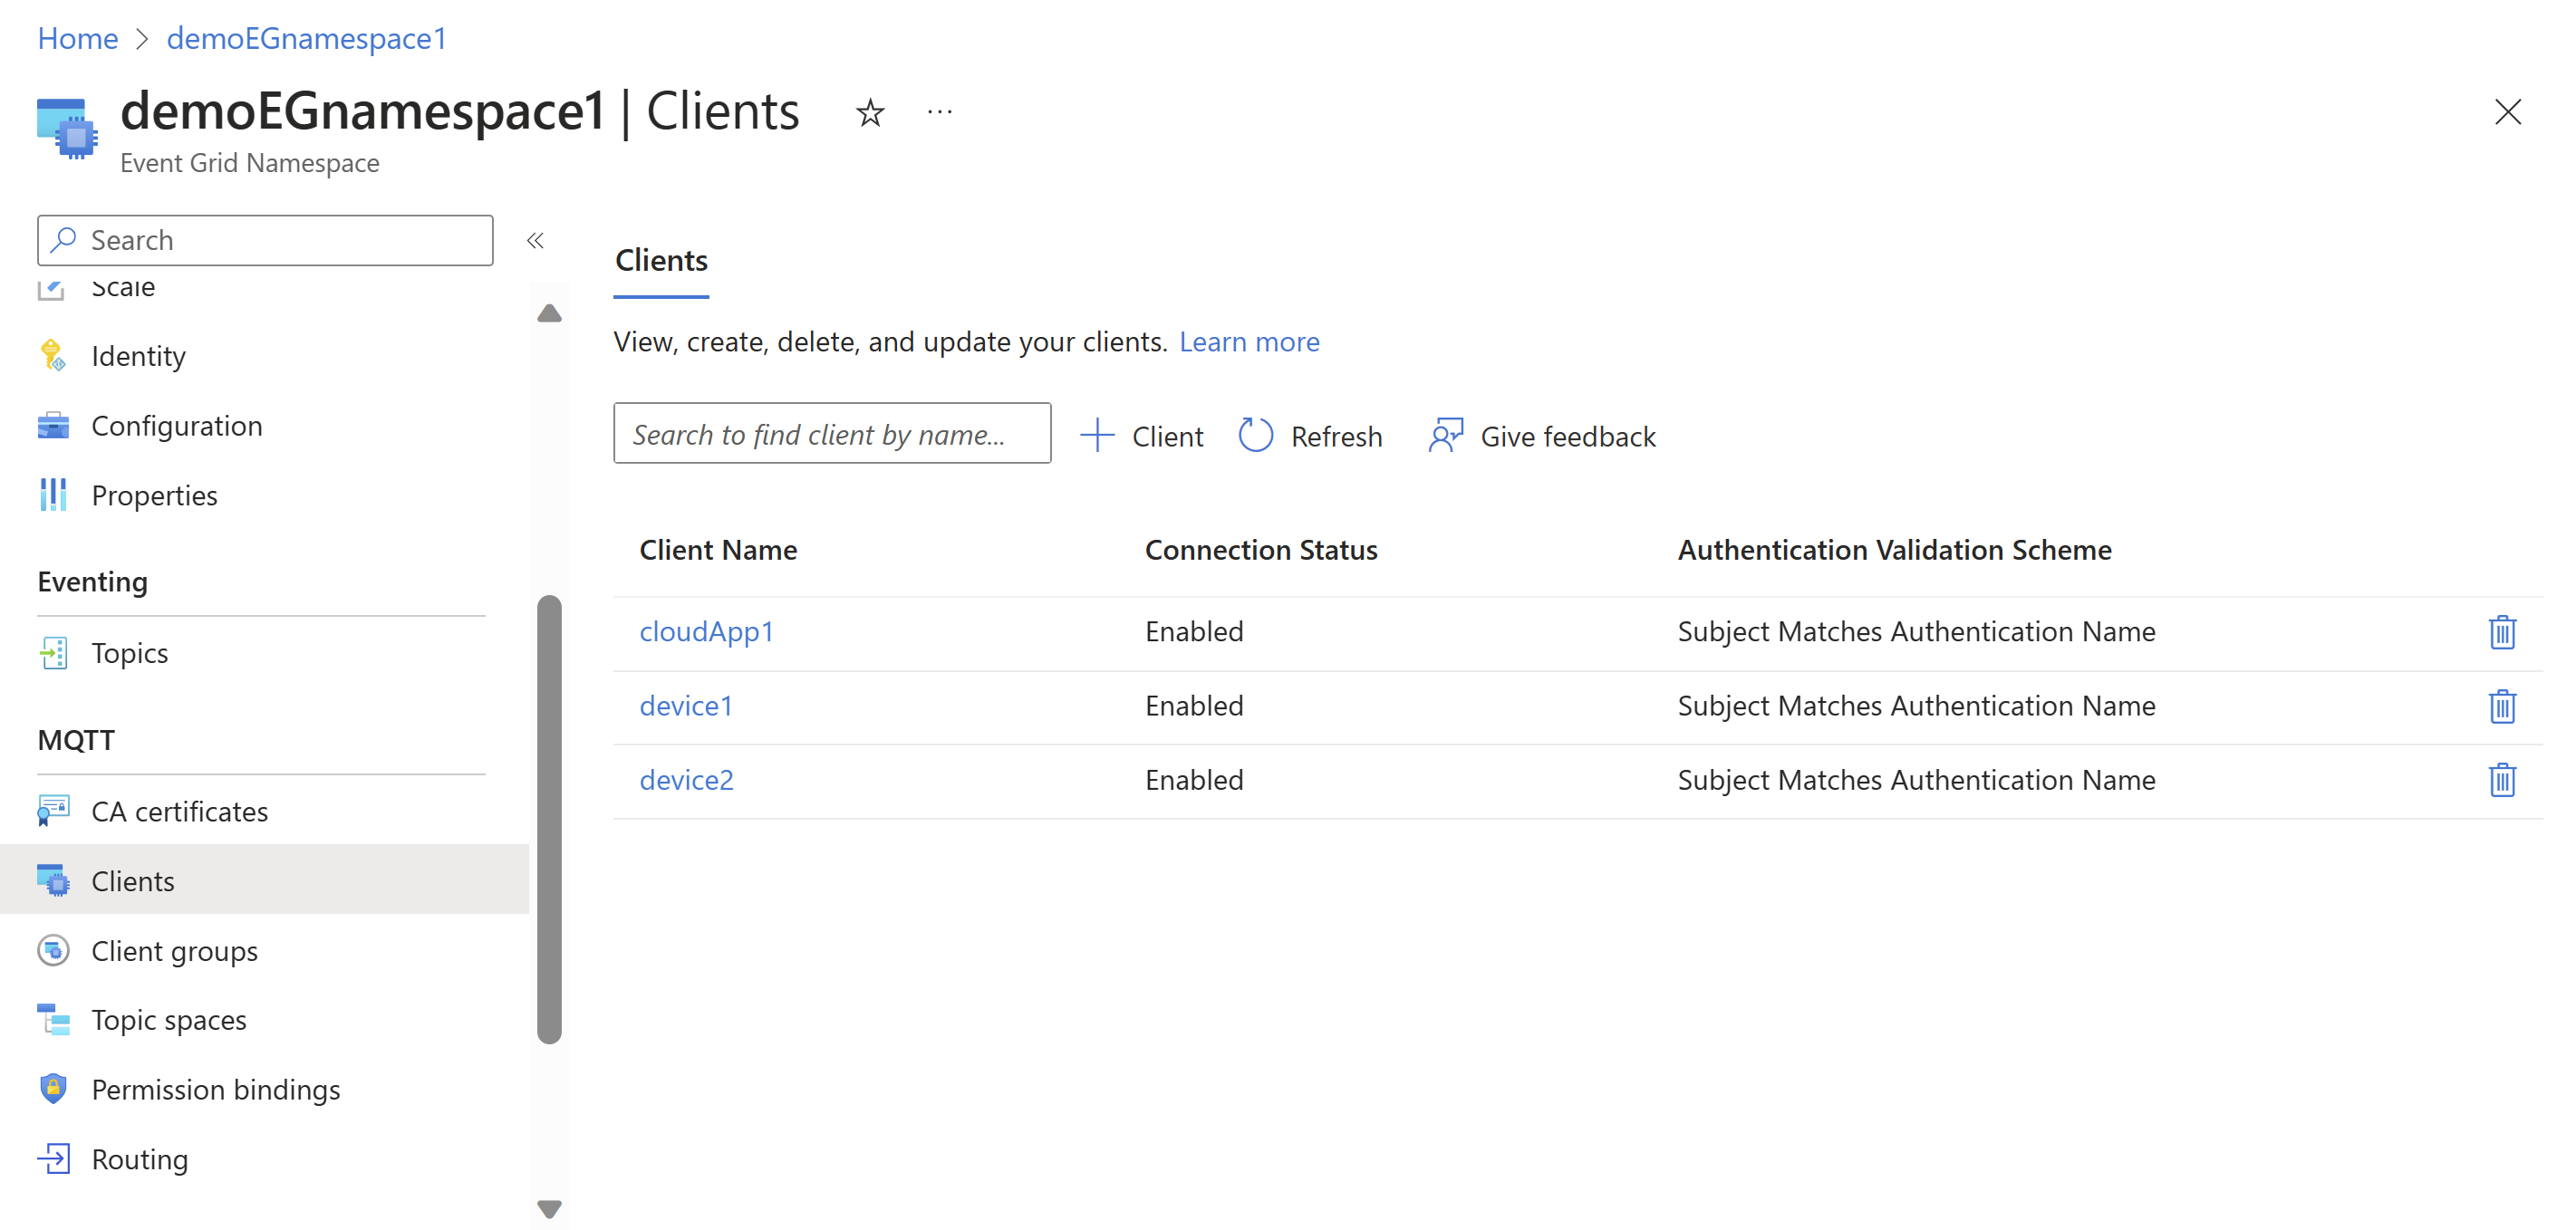 Home > demoEGnamespace1
demoEGnamespace1 | Clients
Event Grid Namespace
Search
Scale
Identity
Configuration
Properties
Eventing
Topics
MQTT
CA certificates
Clients
Client groups
Topic spaces
Permission bindings
Routing
Clients
View, create, delete, and update your clients. Learn more
Search to find client by name...
Client
Refresh
Give feedback
Client Name Connection Status Authentication Validation Scheme
cloudApp1 Enabled Subject Matches Authentication Name
device1 Enabled Subject Matches Authentication Name
device2 Enabled Subject Matches Authentication Name